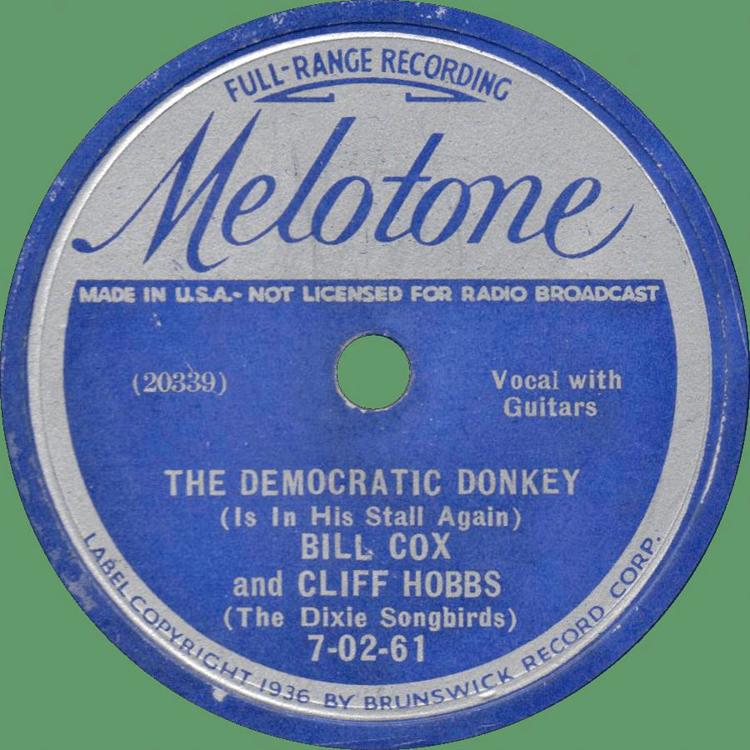 FULL-RANGE RECORDING
Melotone
MADE IN U.S.A.- NOT LICENSED FOR RADIO BROADCAST
(20339)
Vocal with
Guitars
THE DEMOCRATIC DONKEY
(Is In His Stall Again)
BILL COX
and CLIFF HOBBS
(The Dixie Songbirds)
7-02-61
LABEL COPYRIGHT 1936 BY BRUNSWICK RECORD CORP.